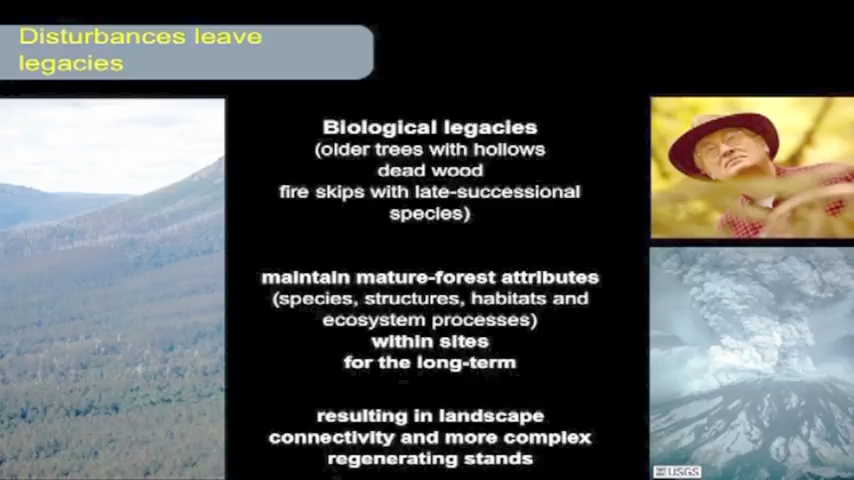 Disturbances leave
legacies
Biological legacies
(older trees with hollows
dead wood
fire skips with late-successional
species)
maintain mature-forest attributes
(species, structures, habitats and
ecosystem processes)
within sites
for the long-term
resulting in landscape
connectivity and more complex
regenerating stands
USGS